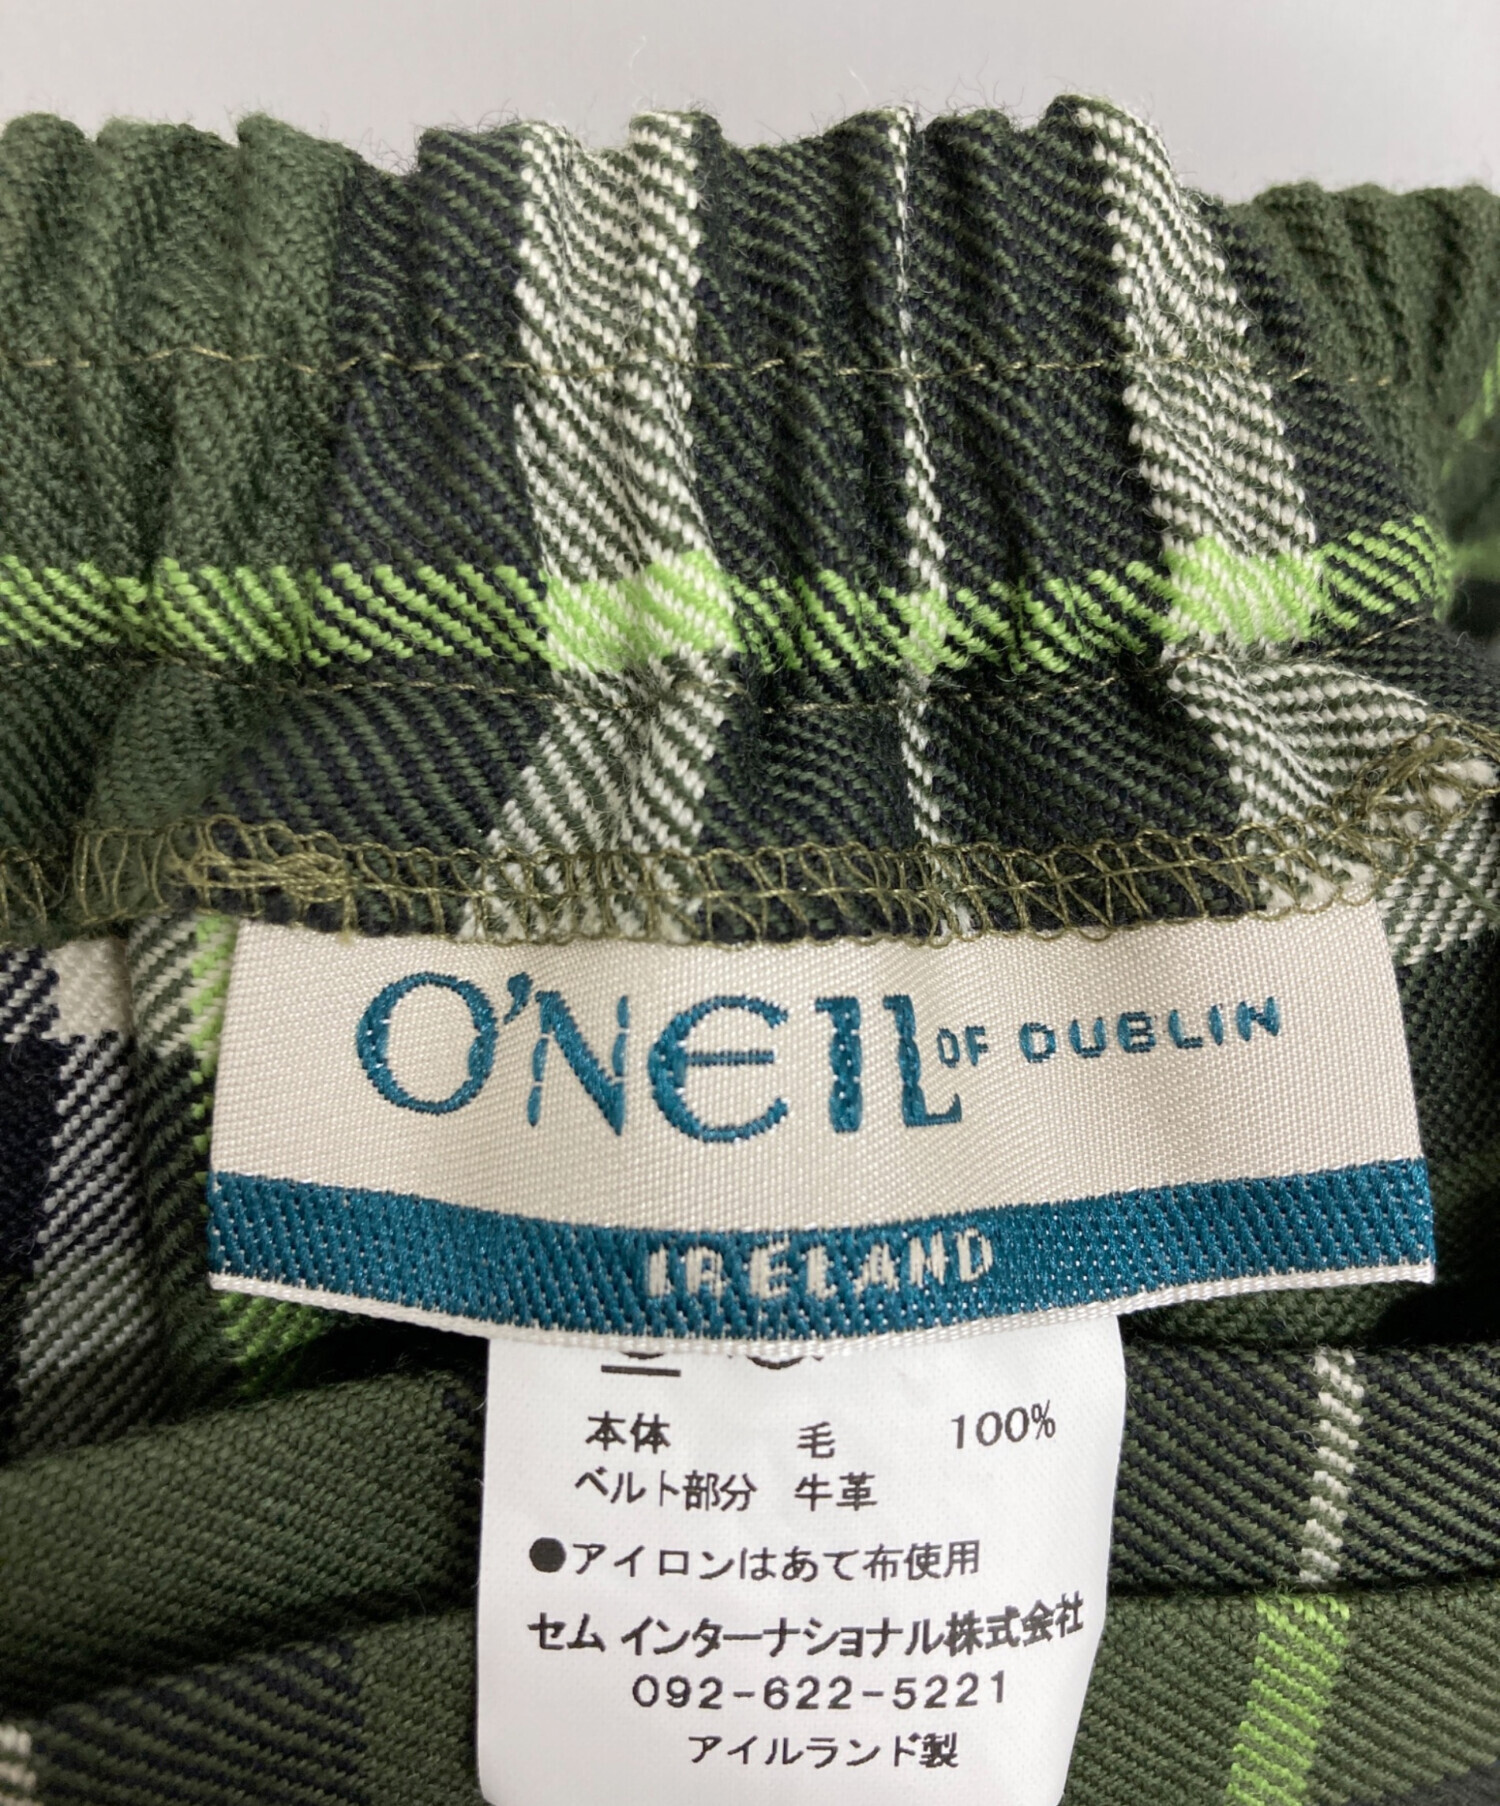 O'NEIL OF DUBLIN
IRELAND
本体 毛 100%
ベルト部分 牛革
●アイロンはあて布使用
セム インターナショナル株式会社
092-622-5221
アイルランド製